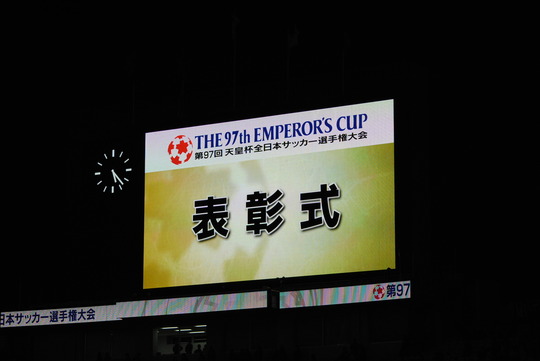 THE 97th EMPEROR'S CUP
第97回 天皇杯全日本サッカー選手権大会
表彰式
日本サッカー選手権大会
第97